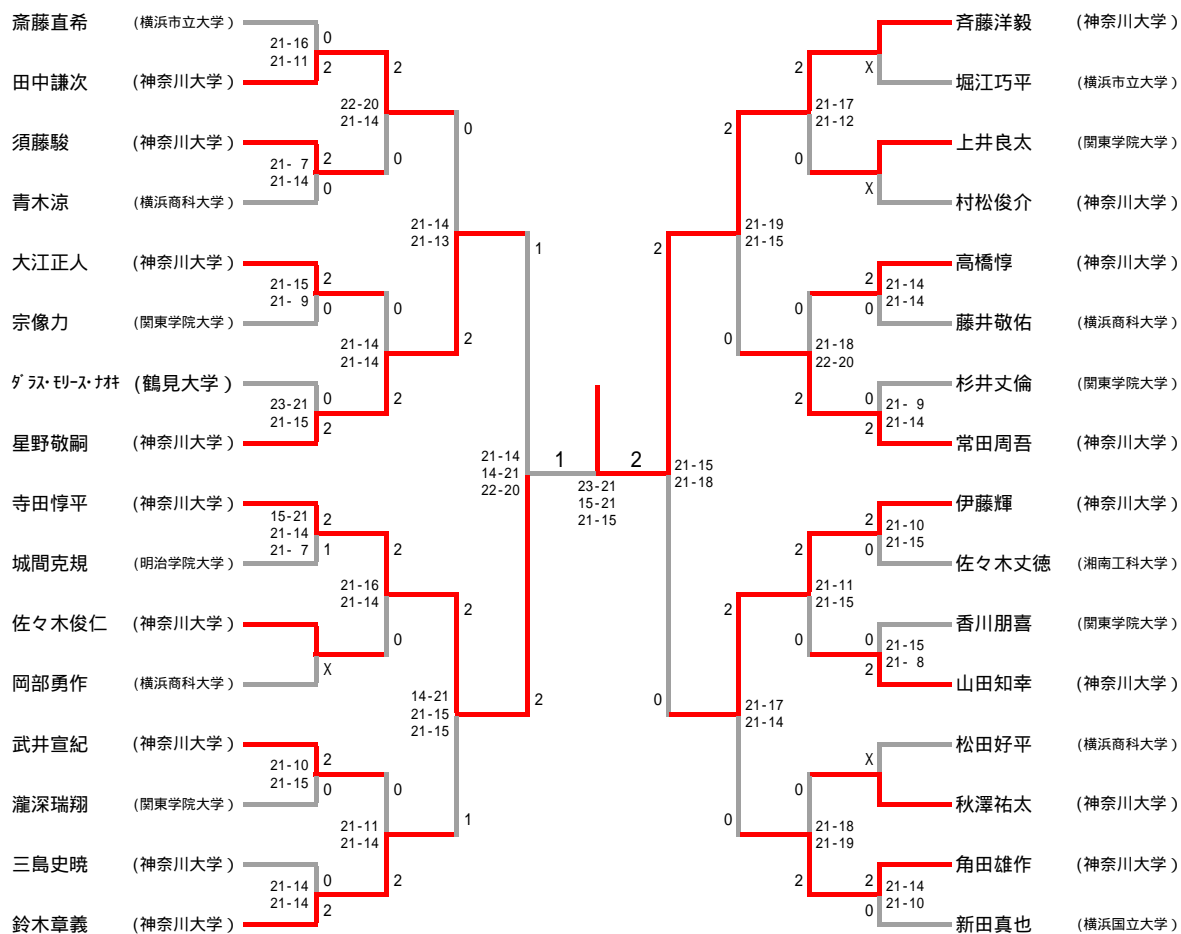 斎藤直希 (横浜市立大学)
21-16 0
21-11 2
田中謙次 (神奈川大学)
2
22-20
21-14
0
須藤駿 (神奈川大学)
21- 7 2
21-14 0
青木涼 (横浜商科大学)
0
21-14
21-13
2
大江正人 (神奈川大学)
21-15 2
21- 9 0
宗像力 (関東学院大学)
0
21-14
21-14
2
ダラス・モリース・ナオキ (鶴見大学)
23-21 0
21-15 2
星野敬嗣 (神奈川大学)
1
21-14
14-21
22-20
2
寺田惇平 (神奈川大学)
15-21 2
21-14
21- 7 1
城間克規 (明治学院大学)
2
21-16
21-14
0
佐々木俊仁 (神奈川大学)
X
岡部勇作 (横浜商科大学)
2
14-21
21-15
21-15
1
武井宣紀 (神奈川大学)
21-10 2
21-15 0
瀧深瑞翔 (関東学院大学)
0
21-11
21-14
2
三島史暁 (神奈川大学)
21-14 0
21-14 2
鈴木章義 (神奈川大学)
1 2
23-21
15-21
21-15
斉藤洋毅 (神奈川大学)
X
堀江巧平 (横浜市立大学)
2
21-17
21-12
0
上井良太 (関東学院大学)
X
村松俊介 (神奈川大学)
2
21-19
21-15
0
高橋惇 (神奈川大学)
2 21-14
0 21-14
藤井敬佑 (横浜商科大学)
0
21-18
22-20
2
杉井丈倫 (関東学院大学)
0 21- 9
2 21-14
常田周吾 (神奈川大学)
2
21-15
21-18
0
伊藤輝 (神奈川大学)
2 21-10
0 21-15
佐々木丈徳 (湘南工科大学)
2
21-11
21-15
0
香川朋喜 (関東学院大学)
0 21-15
2 21- 8
山田知幸 (神奈川大学)
2
21-17
21-14
0
松田好平 (横浜商科大学)
X
秋澤祐太 (神奈川大学)
0
21-18
21-19
2
角田雄作 (神奈川大学)
2 21-14
0 21-10
新田真也 (横浜国立大学)